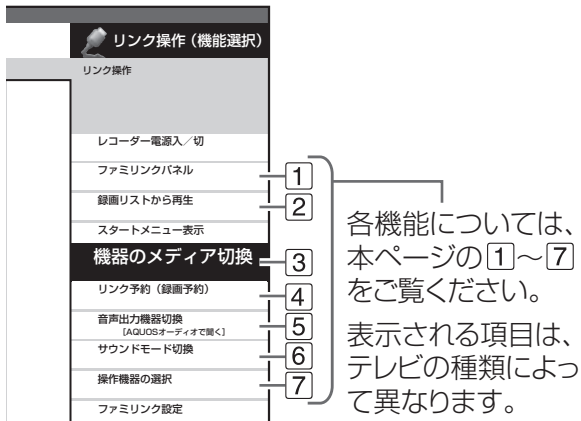 リンク操作（機能選択）
リンク操作
レコーダー電源入／切
ファミリンクパネル
1
録画リストから再生
2
スタートメニュー表示
機器のメディア切換
3
リンク予約（録画予約）
4
音声出力機器切換
［AQUOSオーディオで聞く］
5
サウンドモード切換
6
操作機器の選択
7
ファミリンク設定
各機能については、
本ページの1～7
をご覧ください。
表示される項目は、
テレビの種類によっ
て異なります。